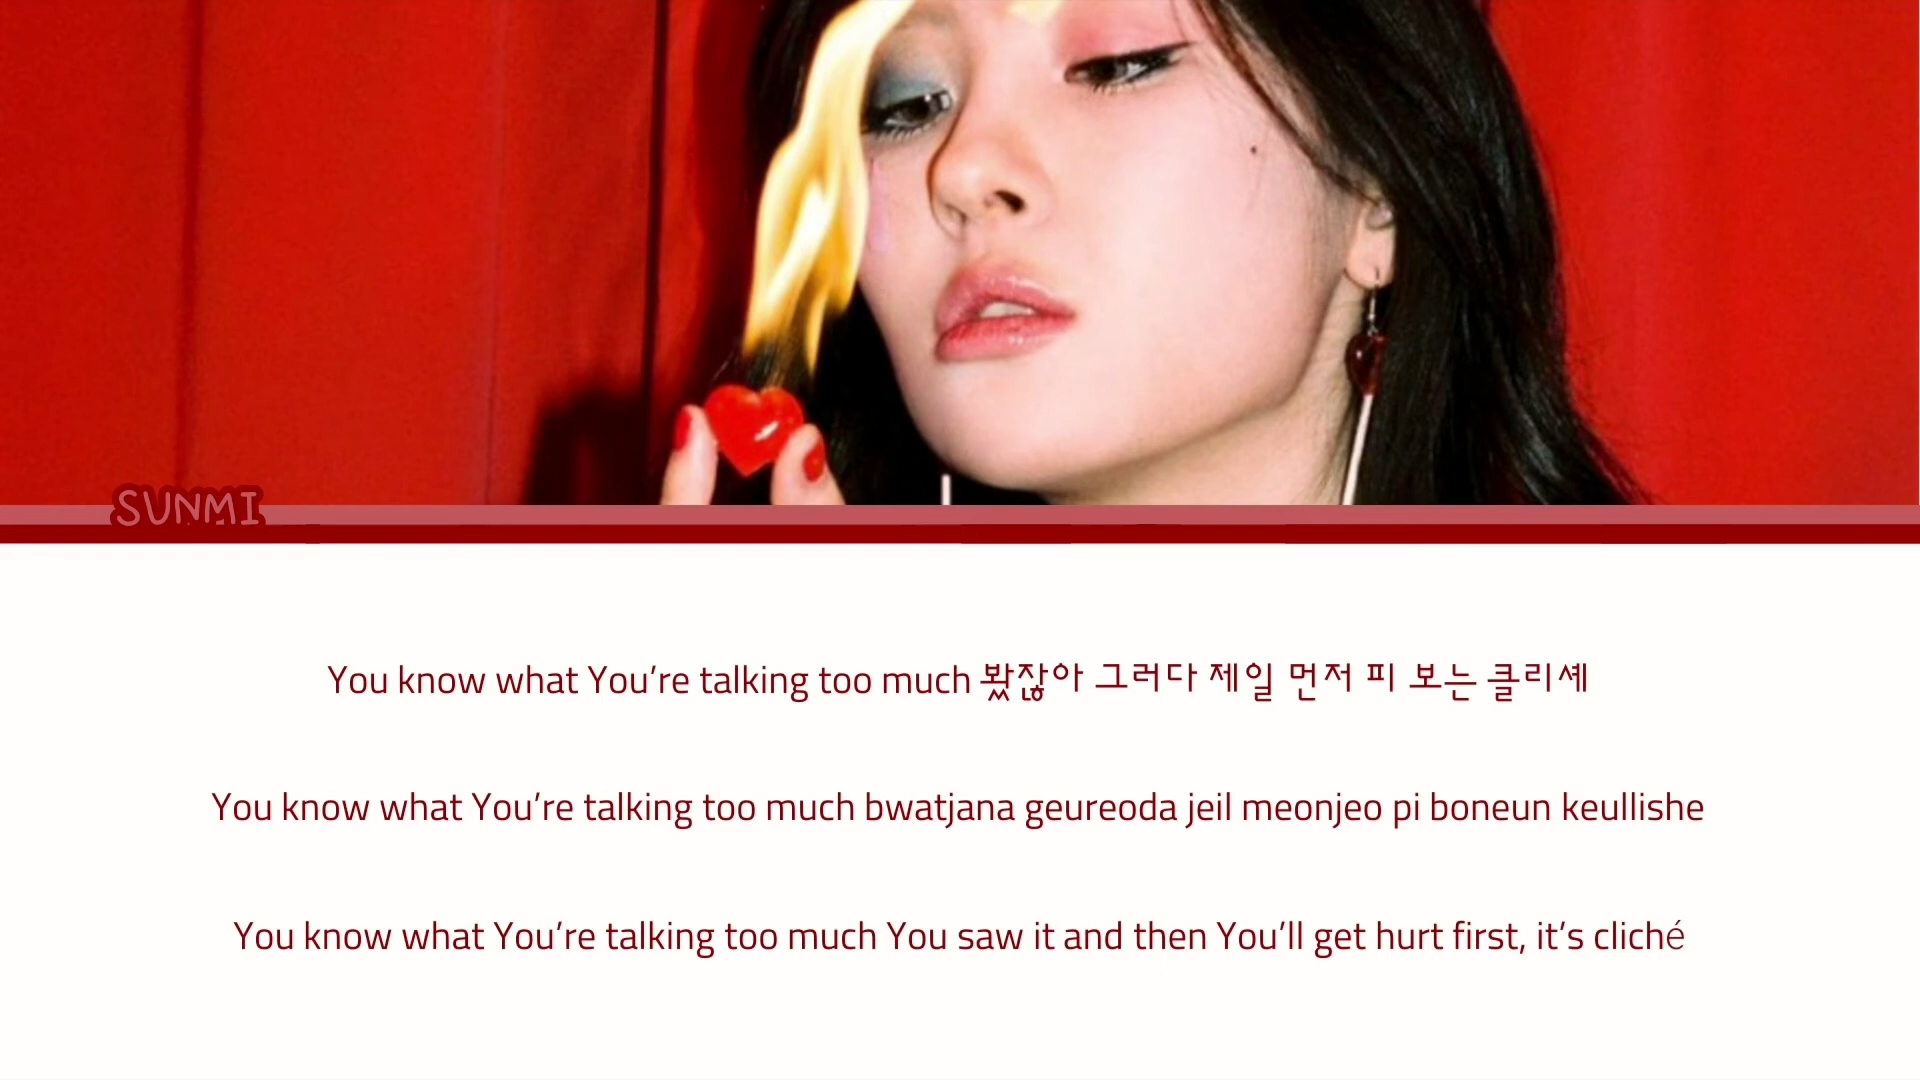 SUNMI
You know what You’re talking too much 봤잖아 그러다 제일 먼저 피 보는 클리셰
You know what You’re talking too much bwatjana geureoda jeil meonjeo pi boneun keullishe
You know what You’re talking too much You saw it and then You’ll get hurt first, it’s cliché